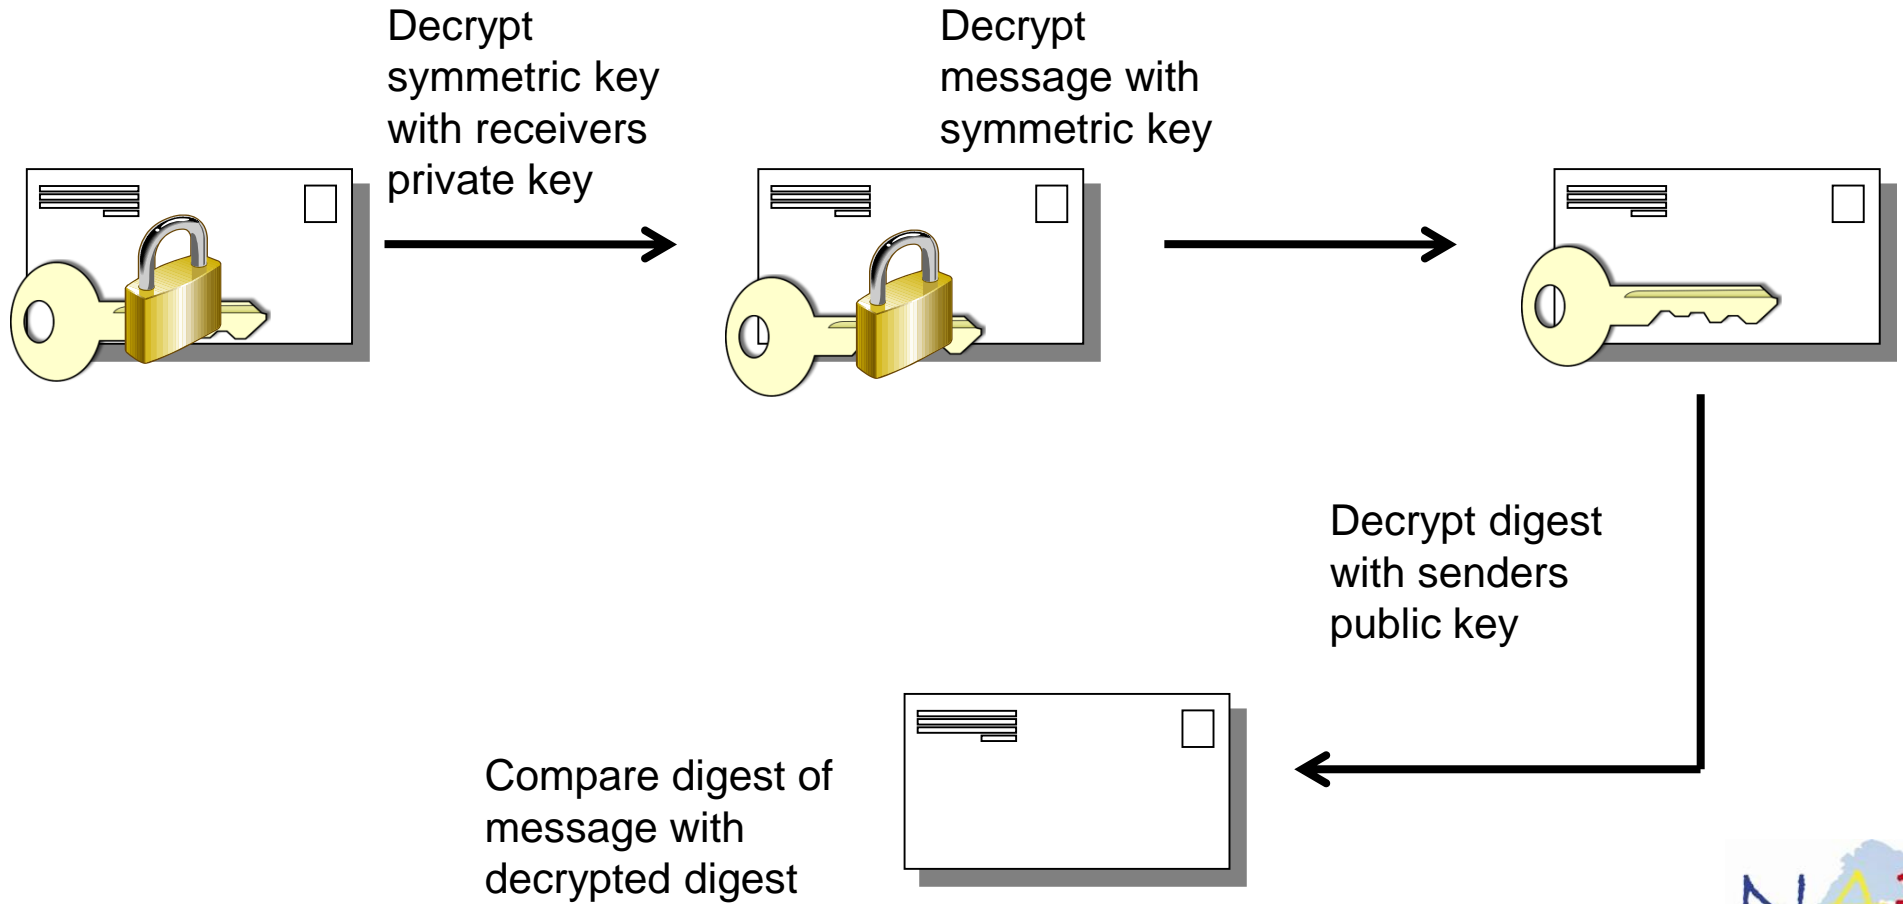 Decrypt
symmetric key
with receivers
private key
Decrypt
message with
symmetric key
Decrypt digest
with senders
public key
Compare digest of
message with
decrypted digest